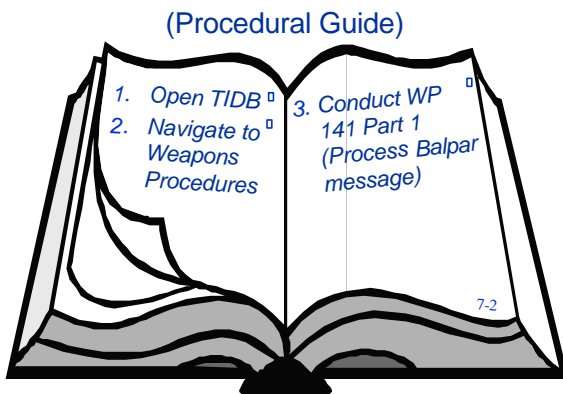 (Procedural Guide)
1. Open TIDB
2. Navigate to
Weapons
Procedures
3. Conduct WP
141 Part 1
(Process Balpar
message)
7-2